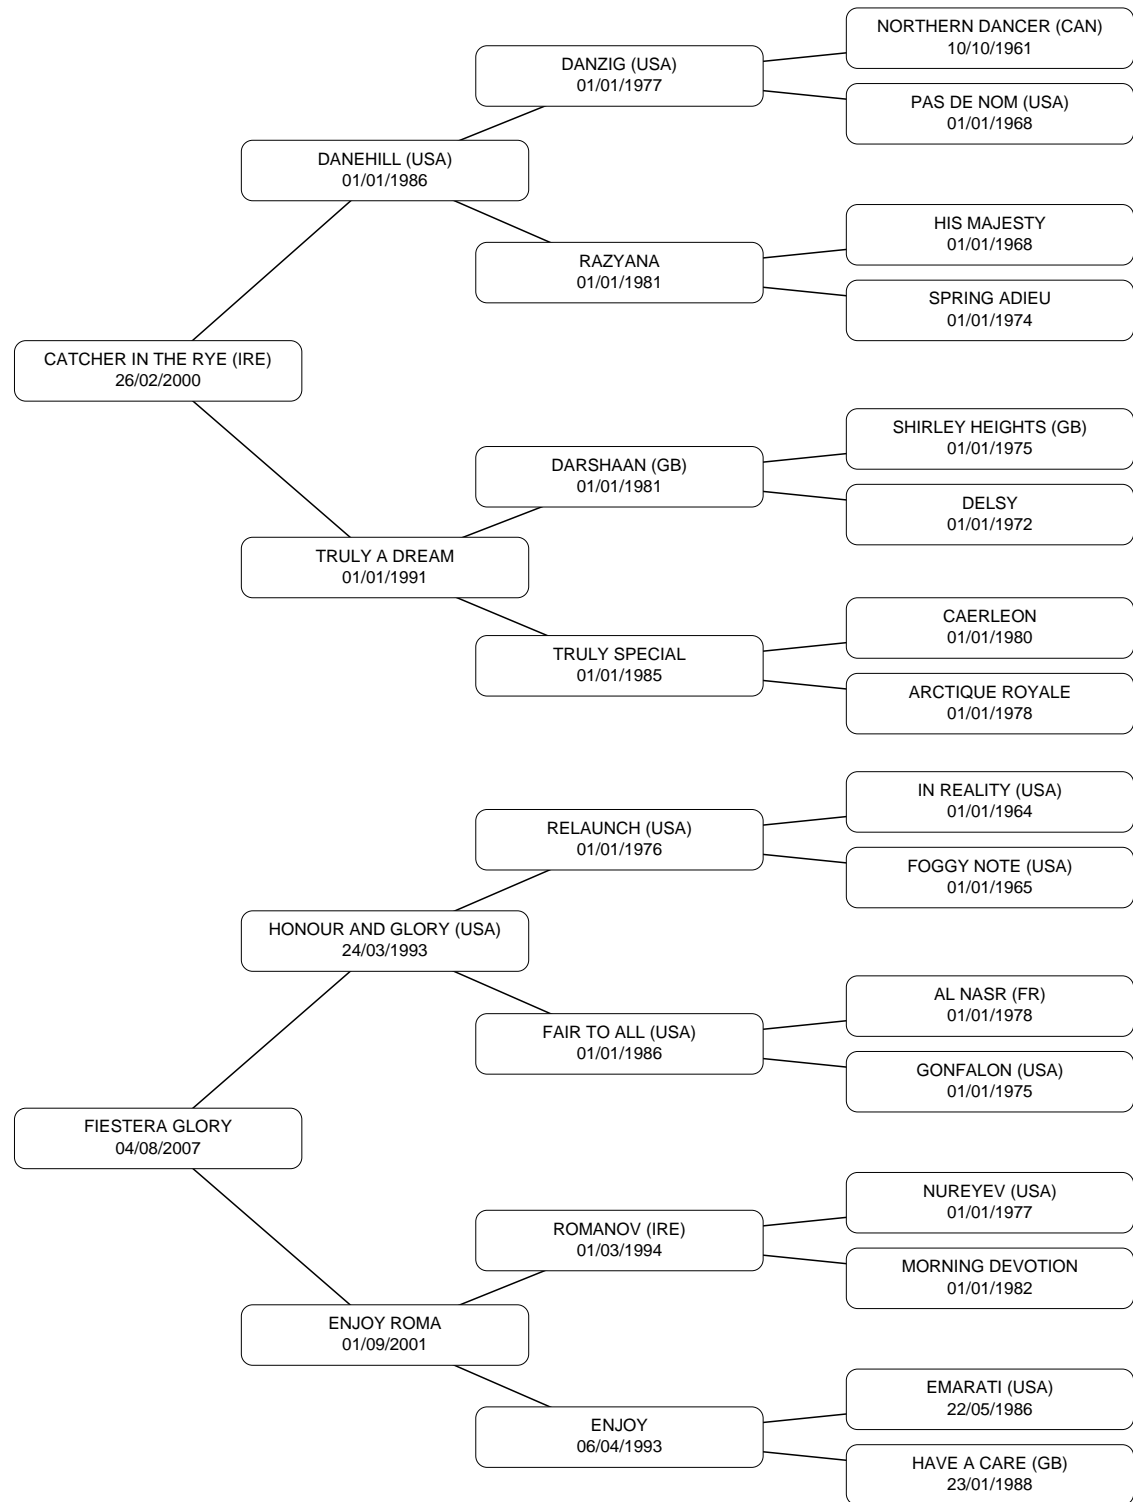 NORTHERN DANCER (CAN)
10/10/1961
DANZIG (USA)
01/01/1977
PAS DE NOM (USA)
01/01/1968
DANEHILL (USA)
01/01/1986
HIS MAJESTY
01/01/1968
RAZYANA
01/01/1981
SPRING ADIEU
01/01/1974
CATCHER IN THE RYE (IRE)
26/02/2000
SHIRLEY HEIGHTS (GB)
01/01/1975
DARSHAAN (GB)
01/01/1981
DELSY
01/01/1972
TRULY A DREAM
01/01/1991
CAERLEON
01/01/1980
TRULY SPECIAL
01/01/1985
ARCTIQUE ROYALE
01/01/1978
IN REALITY (USA)
01/01/1964
RELAUNCH (USA)
01/01/1976
FOGGY NOTE (USA)
01/01/1965
HONOUR AND GLORY (USA)
24/03/1993
AL NASR (FR)
01/01/1978
FAIR TO ALL (USA)
01/01/1986
GONFALON (USA)
01/01/1975
FIESTERA GLORY
04/08/2007
NUREYEV (USA)
01/01/1977
ROMANOV (IRE)
01/03/1994
MORNING DEVOTION
01/01/1982
ENJOY ROMA
01/09/2001
EMARATI (USA)
22/05/1986
ENJOY
06/04/1993
HAVE A CARE (GB)
23/01/1988